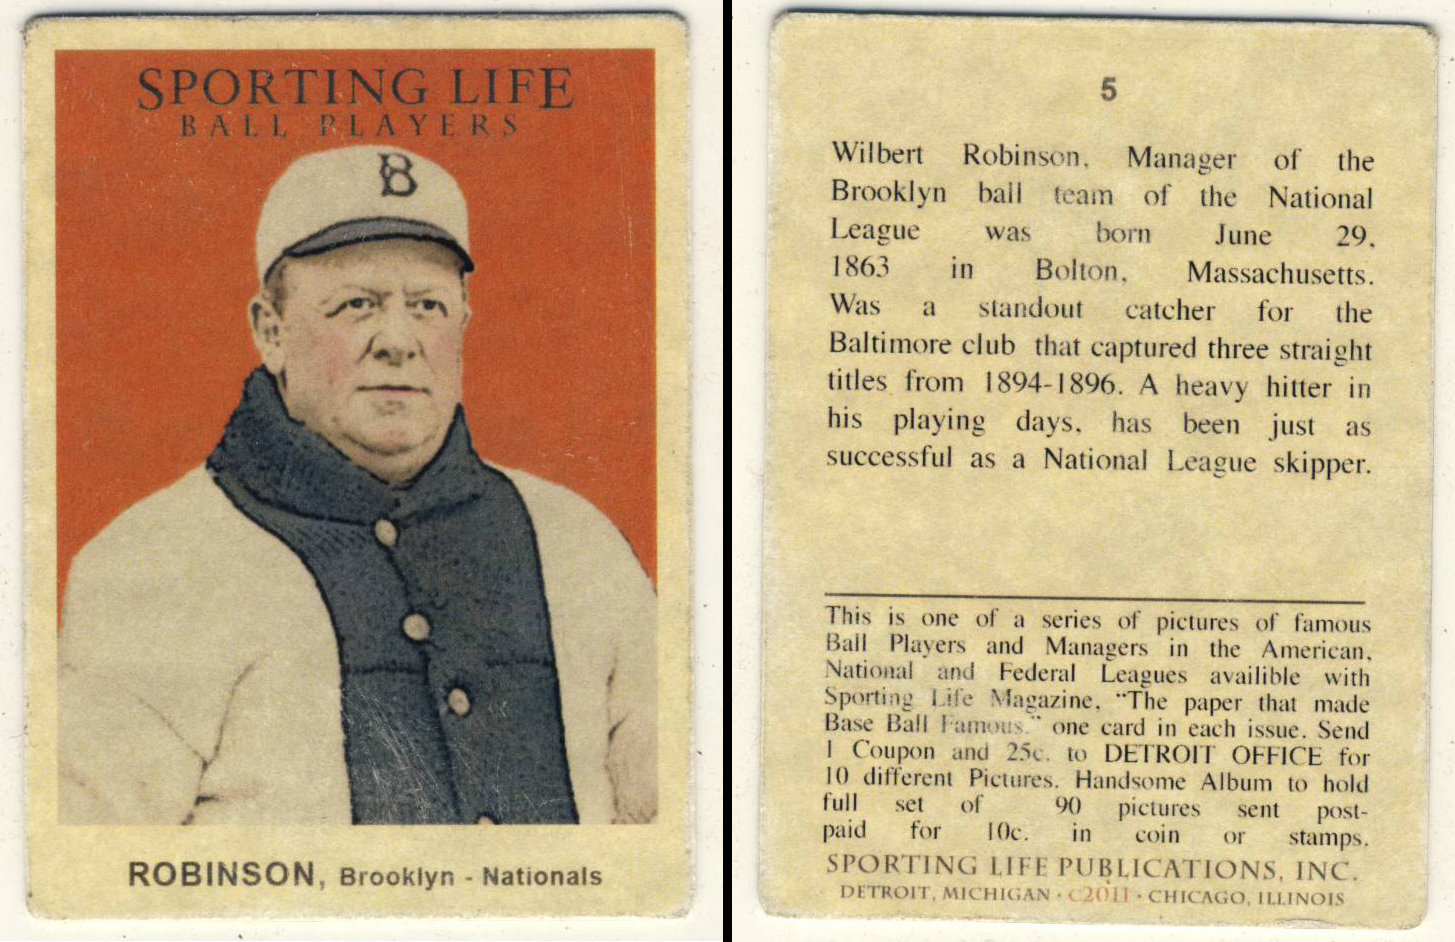 SPORTING LIFE
BALL PLAYERS
B
ROBINSON, Brooklyn - Nationals
5
Wilbert Robinson, Manager of the
Brooklyn ball team of the National
League was born June 29,
1863 in Bolton, Massachusetts.
Was a standout catcher for the
Baltimore club that captured three straight
titles from 1894-1896. A heavy hitter in
his playing days, has been just as
successful as a National League skipper.
This is one of a series of pictures of famous
Ball Players and Managers in the American,
National and Federal Leagues availible with
Sporting Life Magazine, "The paper that made
Base Ball Famous." one card in each issue. Send
1 Coupon and 25c. to DETROIT OFFICE for
10 different Pictures. Handsome Album to hold
full set of 90 pictures sent post-
paid for 10c. in coin or stamps.
SPORTING LIFE PUBLICATIONS, INC.
DETROIT, MICHIGAN · c2011 · CHICAGO, ILLINOIS